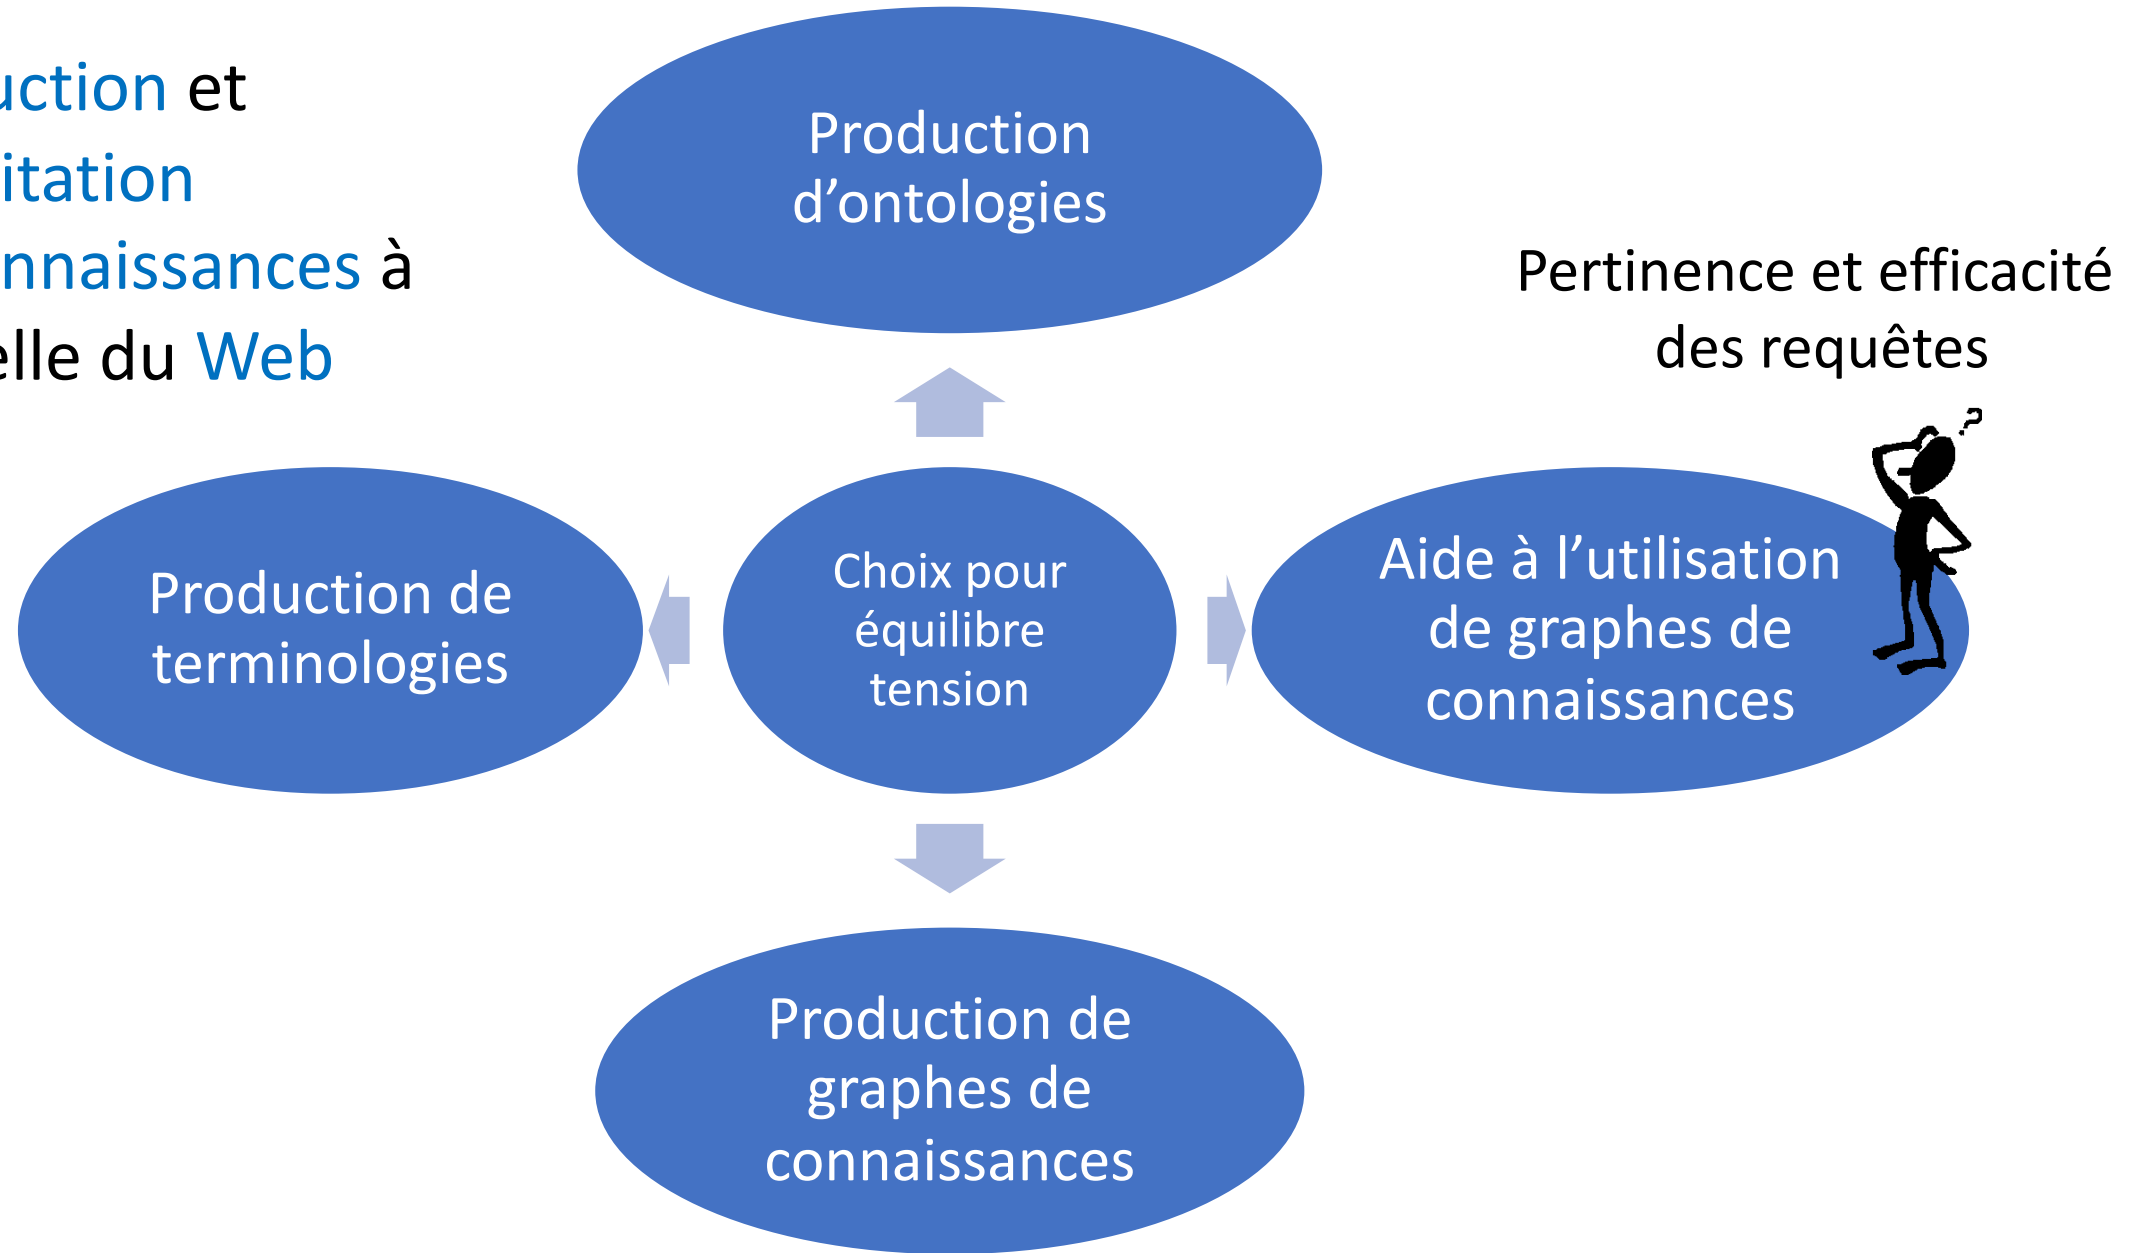 uction et
itation
nnaissances à
elle du Web
Production
d’ontologies
Pertinence et efficacité
des requêtes
?
Production de
terminologies
Choix pour
équilibre
tension
Aide à l’utilisation
de graphes de
connaissances
Production de
graphes de
connaissances